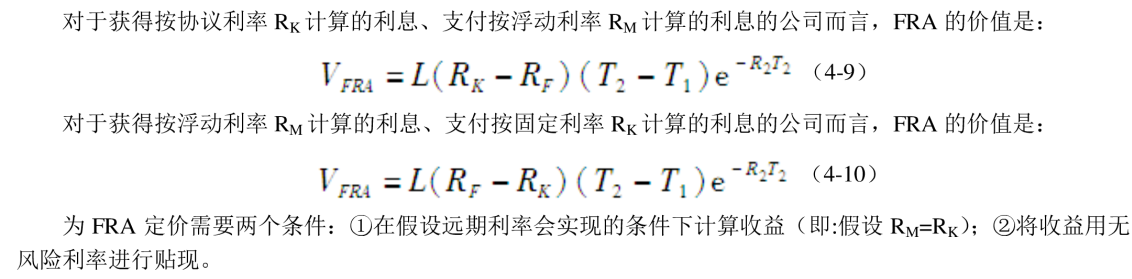 对于获得按协议利率 R_K 计算的利息、支付按浮动利率 R_M 计算的利息的公司而言，FRA 的价值是：
V_{FRA} = L(R_K − R_F)(T_2 − T_1)e^{−R_2T_2} （4-9）
对于获得按浮动利率 R_M 计算的利息、支付按固定利率 R_K 计算的利息的公司而言，FRA 的价值是：
V_{FRA} = L(R_F − R_K)(T_2 − T_1)e^{−R_2T_2} （4-10）
为 FRA 定价需要两个条件：①在假设远期利率会实现的条件下计算收益（即:假设 R_M=R_K）；②将收益用无
风险利率进行贴现。